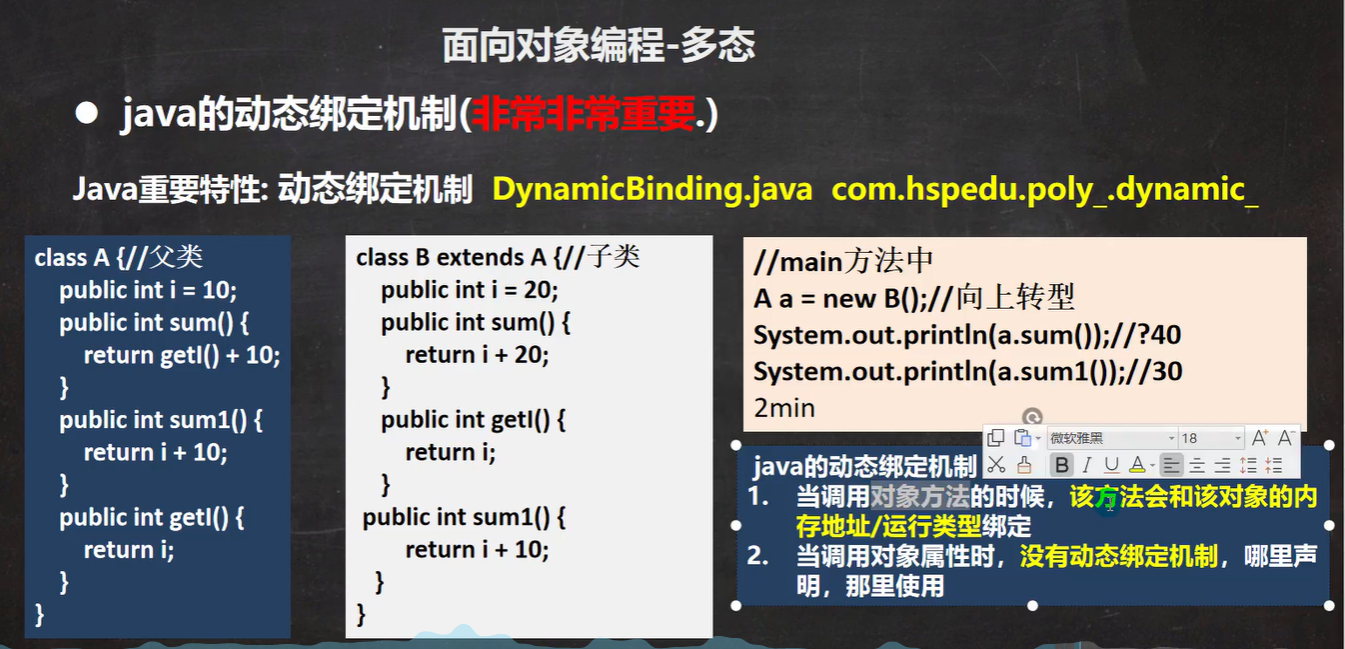 面向对象编程-多态
● java的动态绑定机制(非常非常重要.)
Java重要特性: 动态绑定机制 DynamicBinding.java com.hspedu.poly_.dynamic_
class A {//父类
public int i = 10;
public int sum() {
return getI() + 10;
}
public int sum1() {
return i + 10;
}
public int getI() {
return i;
}
}
class B extends A {//子类
public int i = 20;
public int sum() {
return i + 20;
}
public int getI() {
return i;
}
public int sum1() {
return i + 10;
}
}
//main方法中
A a = new B();//向上转型
System.out.println(a.sum());//?40
System.out.println(a.sum1());//30
2min
微软雅黑 18 A+ A-
B I U A
java的动态绑定机制
1. 当调用对象方法的时候，该方法会和该对象的内
存地址/运行类型绑定
2. 当调用对象属性时，没有动态绑定机制，哪里声
明，那里使用